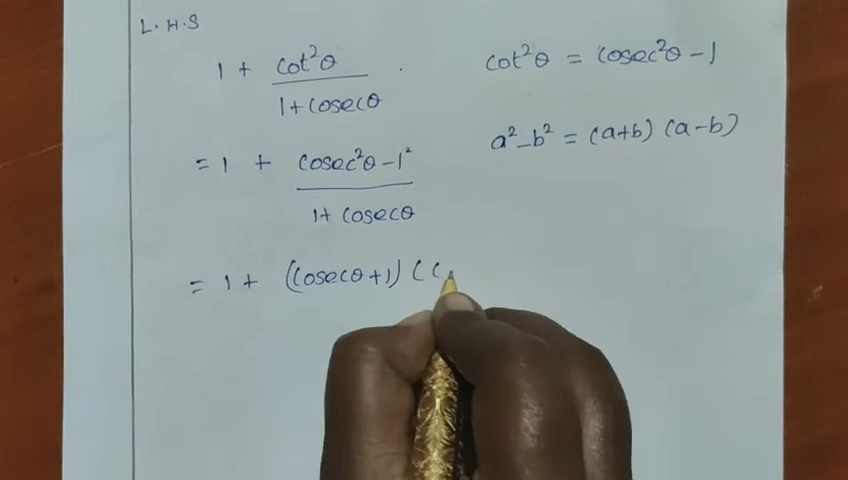 L.H.S
1 + cot²θ / 1 + cosecθ .
cot²θ = cosec²θ - 1
a² - b² = (a+b) (a-b)
= 1 + cosec²θ - 1² / 1 + cosecθ
= 1 + (cosecθ + 1) ( c